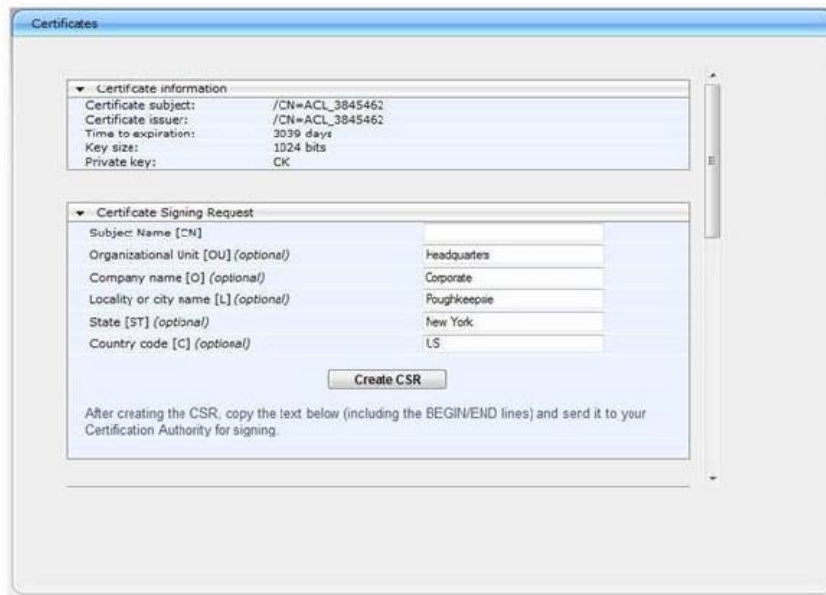 Certificates
Certificate information
Certificate subject: /CN=ACL_3845462
Certificate issuer: /CN=ACL_3845462
Time to expiration: 3039 days
Key size: 1024 bits
Private key: CK
Certificate Signing Request
Subject Name [CN]
Organizational Unit [OU] (optional) Headquarters
Company name [O] (optional) Corporate
Locality or city name [L] (optional) Poughkeepsie
State [ST] (optional) New York
Country code [C] (optional) US
Create CSR
After creating the CSR, copy the text below (including the BEGIN/END lines) and send it to your
Certification Authority for signing.